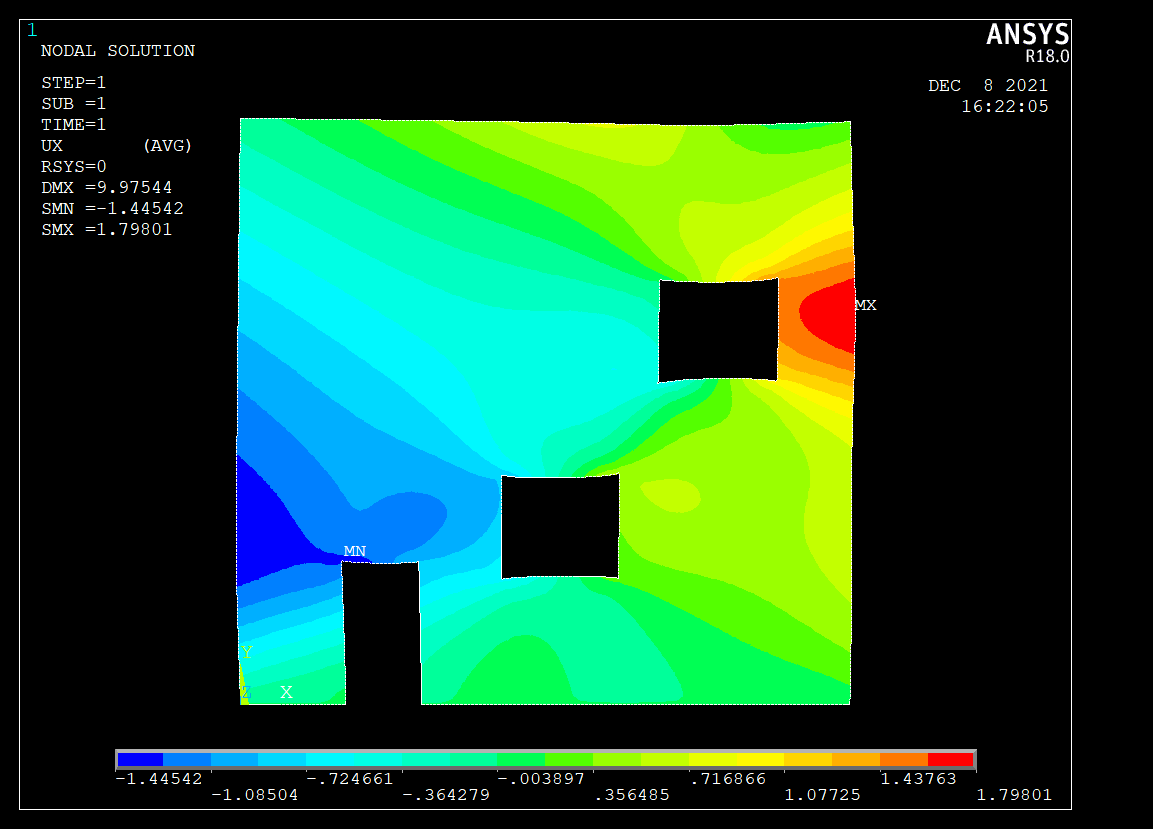 1
ANSYS
R18.0
NODAL SOLUTION
DEC 8 2021
16:22:05
STEP=1
SUB =1
TIME=1
UX (AVG)
RSYS=0
DMX =9.97544
SMN =-1.44542
SMX =1.79801
MX
MN
Y
Z X
-1.44542 -.724661 -.003897 .716866 1.43763
-1.08504 -.364279 .356485 1.07725 1.79801